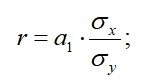 r = a₁ · σₓ / σᵧ ;